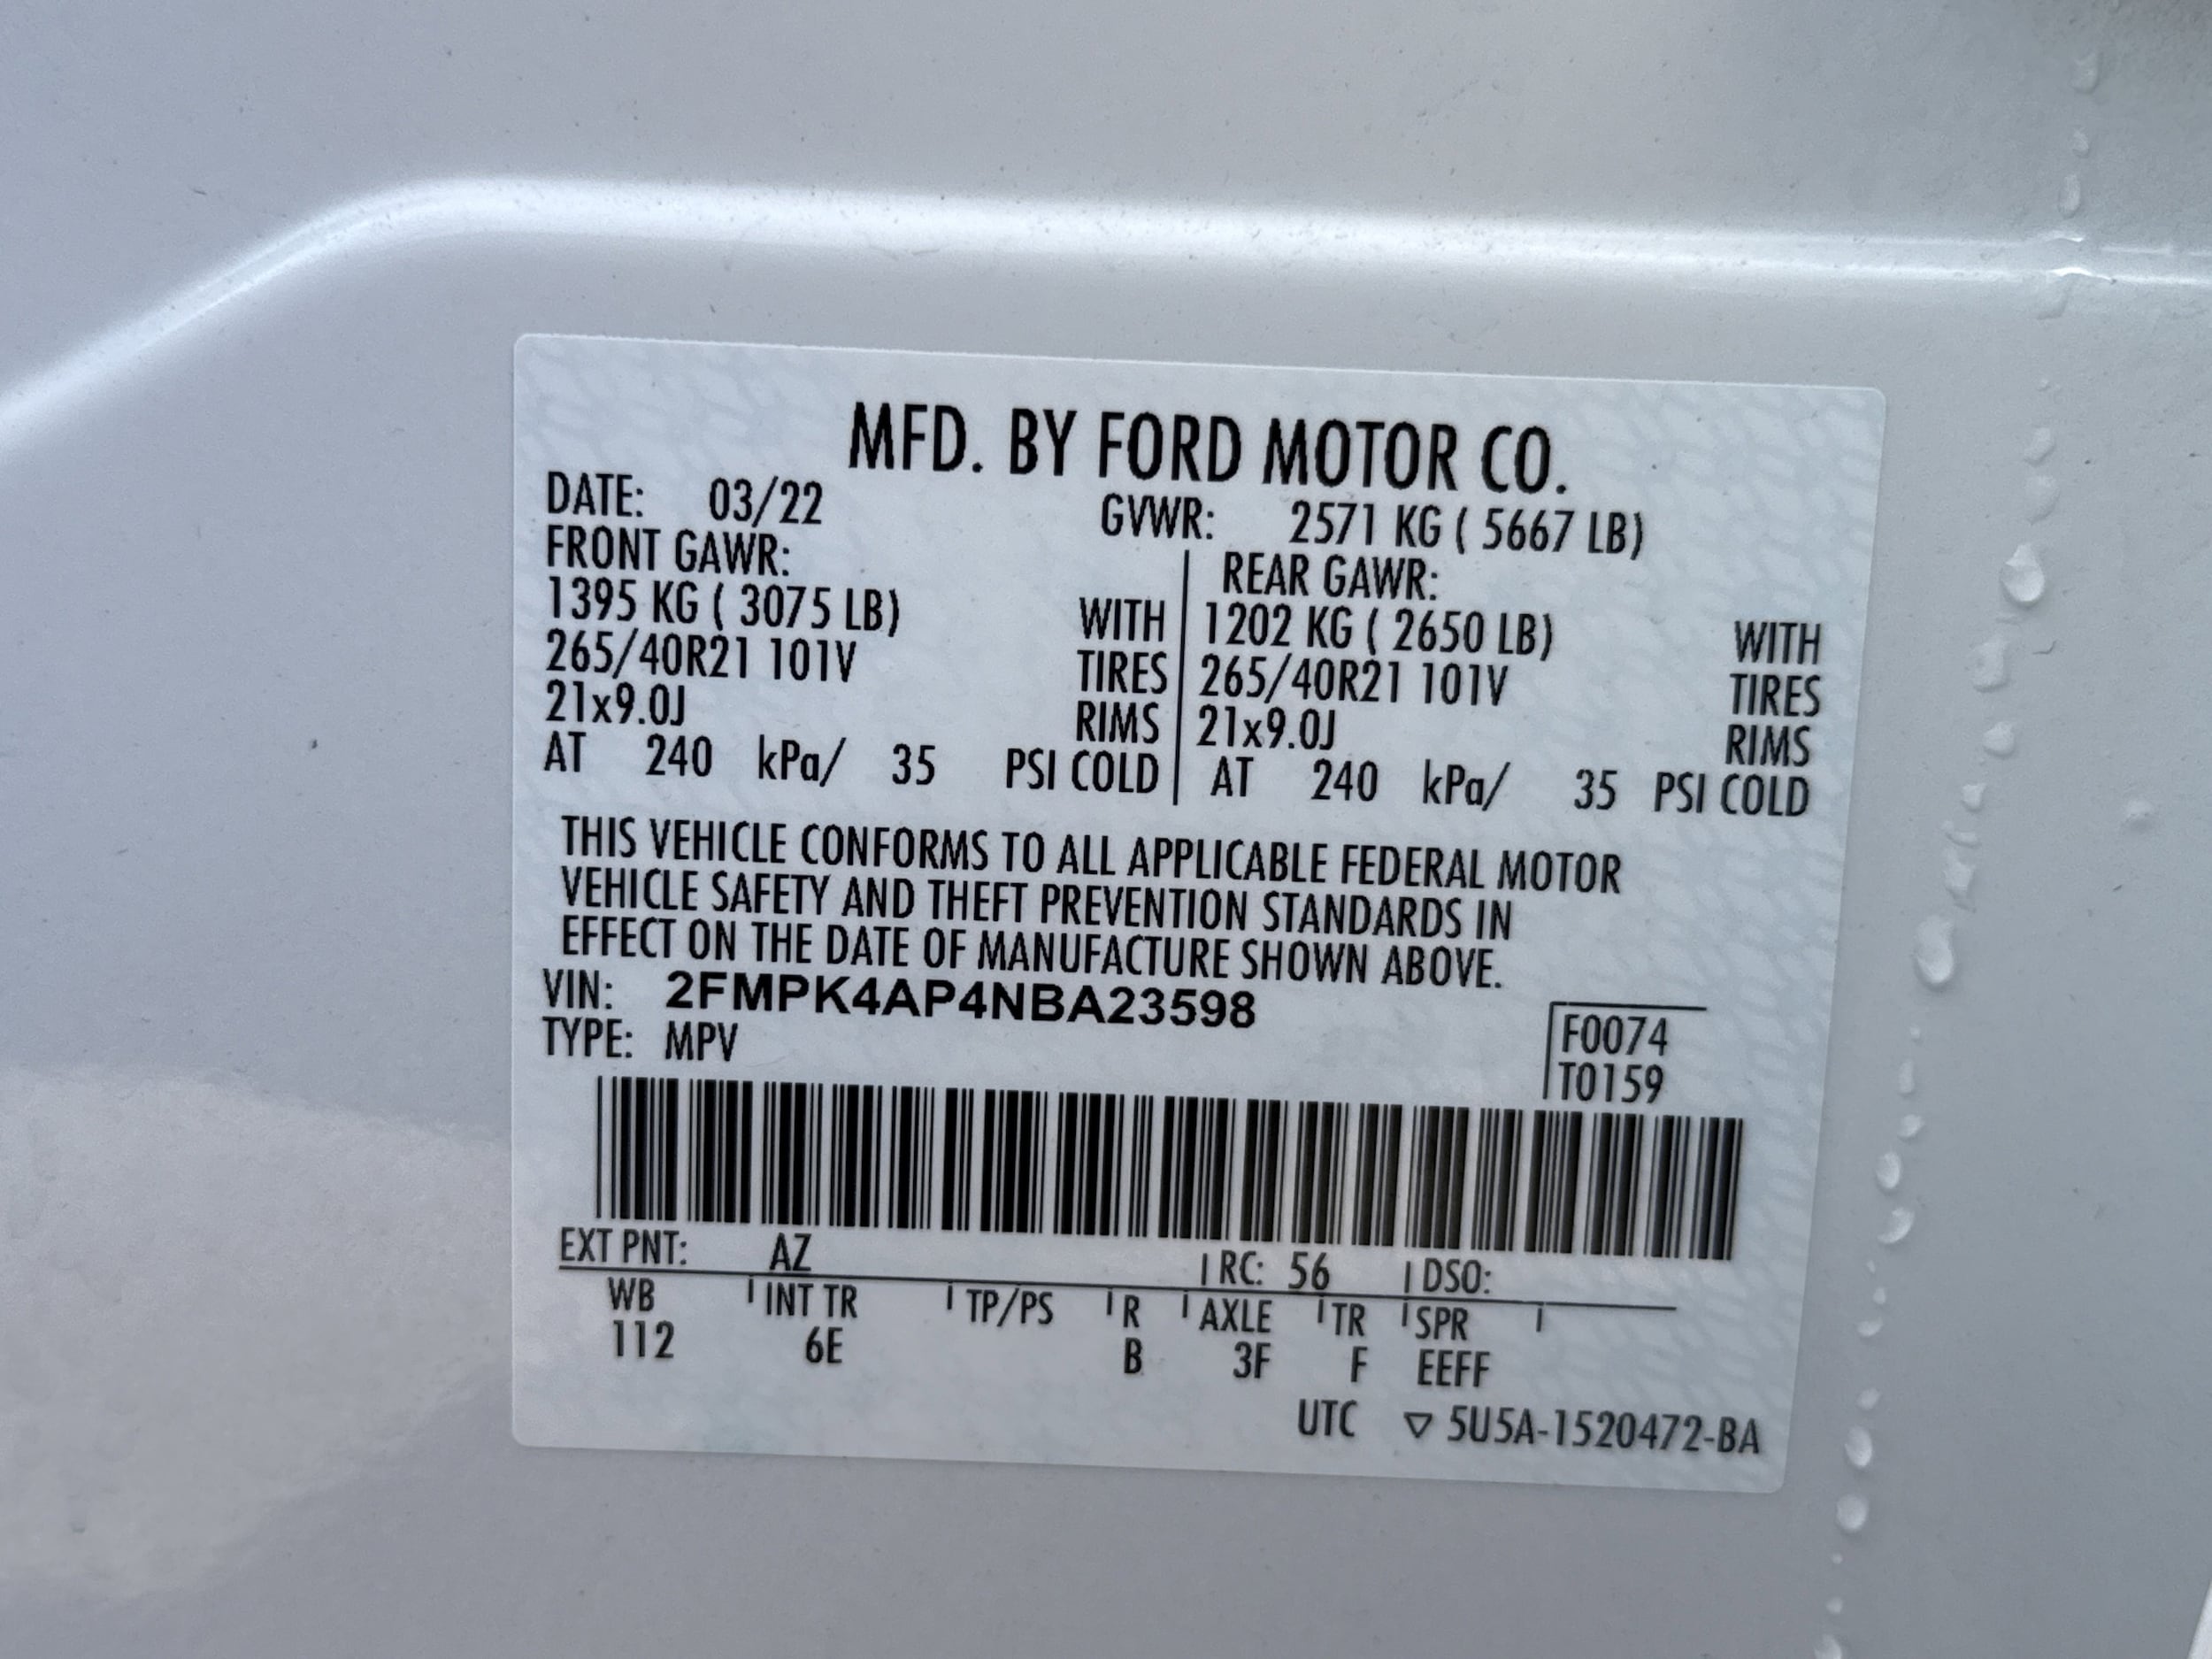 MFD. BY FORD MOTOR CO.
DATE: 03/22 GVWR: 2571 KG ( 5667 LB)
FRONT GAWR: REAR GAWR:
1395 KG ( 3075 LB) WITH 1202 KG ( 2650 LB) WITH
265/40R21 101V TIRES 265/40R21 101V TIRES
21x9.0J RIMS 21x9.0J RIMS
AT 240 kPa/ 35 PSI COLD AT 240 kPa/ 35 PSI COLD
THIS VEHICLE CONFORMS TO ALL APPLICABLE FEDERAL MOTOR
VEHICLE SAFETY AND THEFT PREVENTION STANDARDS IN
EFFECT ON THE DATE OF MANUFACTURE SHOWN ABOVE.
VIN: 2FMPK4AP4NBA23598
TYPE: MPV
F0074
T0159
EXT PNT: AZ RC: 56 DSO:
WB INT TR TP/PS R AXLE TR SPR
112 6E B 3F F EEFF
UTC ▽ 5U5A-1520472-BA